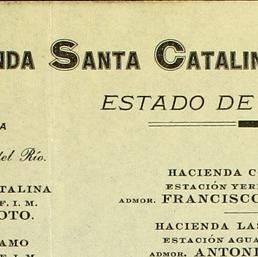 NDA SANTA CATALIN
ESTADO DE
A
del Río.
ATALINA
F. I. M.
OTO.
AMO
F. I. M.
HACIENDA C
ESTACIÓN YER
ADMOR. FRANCISCO
HACIENDA LAS
ESTACIÓN AGUA
ADMOR. ANTONI